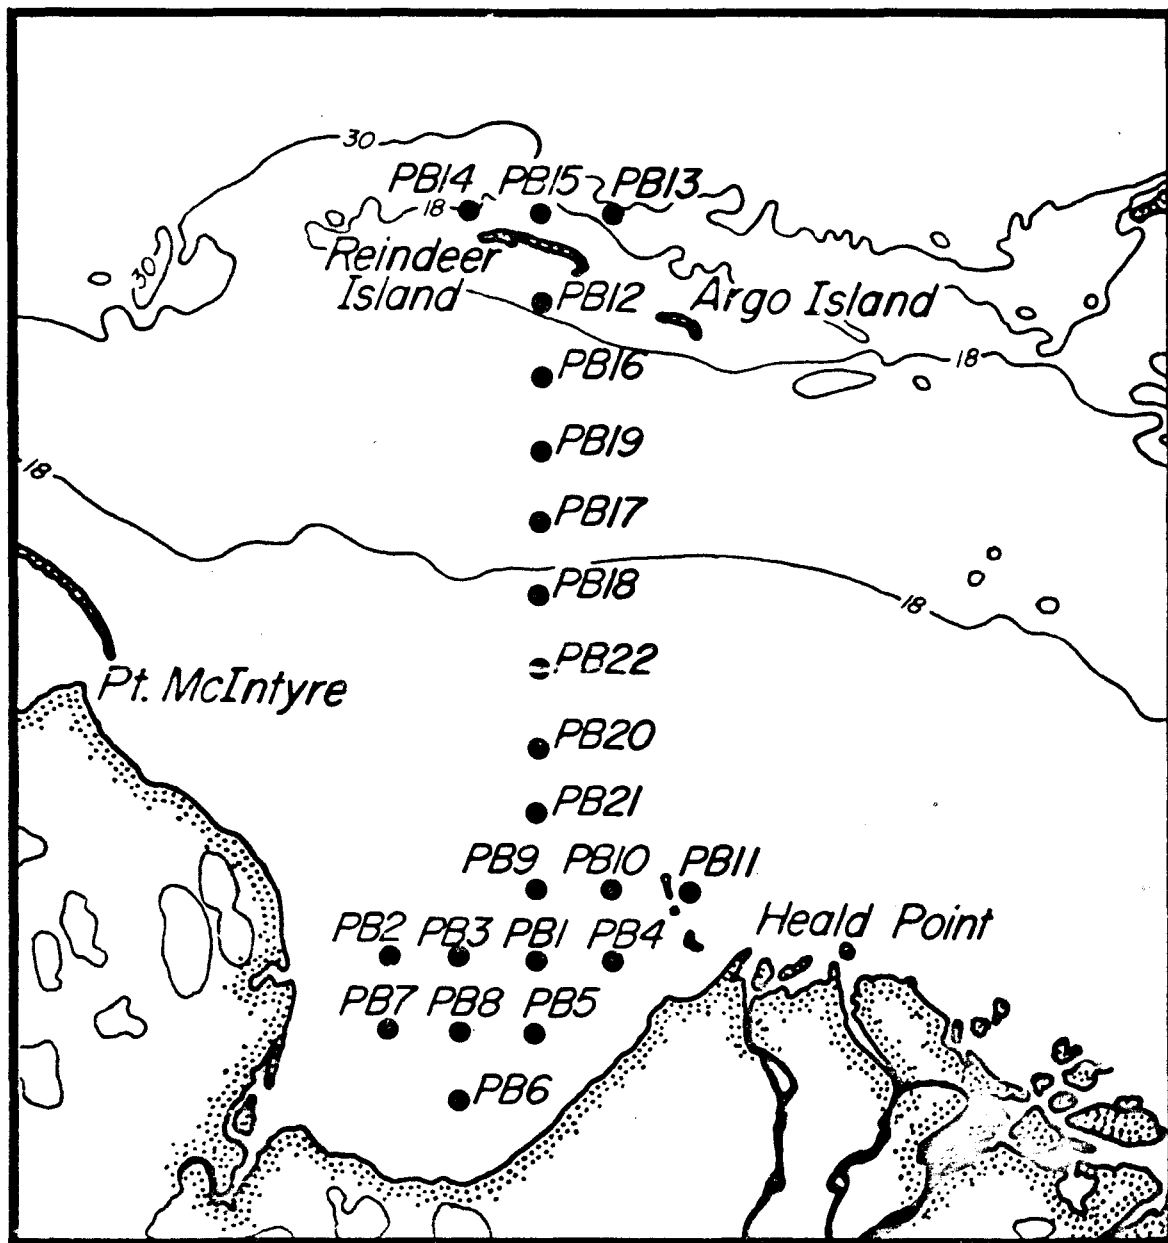 30
PB14 PB15 PB13
18
Reindeer
Island
30
PB12
Argo Island
PB16
18
PB19
18
PB17
PB18
18
PB22
Pt. McIntyre
PB20
PB21
PB9 PB10 PB11
PB2 PB3 PB1 PB4
Heald Point
PB7 PB8 PB5
PB6